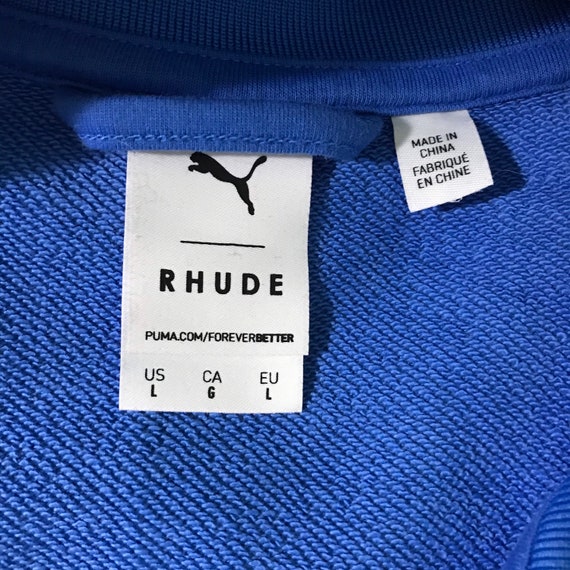 RHUDE
PUMA.COM/FOREVERBETTER
US CA EU
L G L
MADE IN
CHINA
FABRIQUÉ
EN CHINE